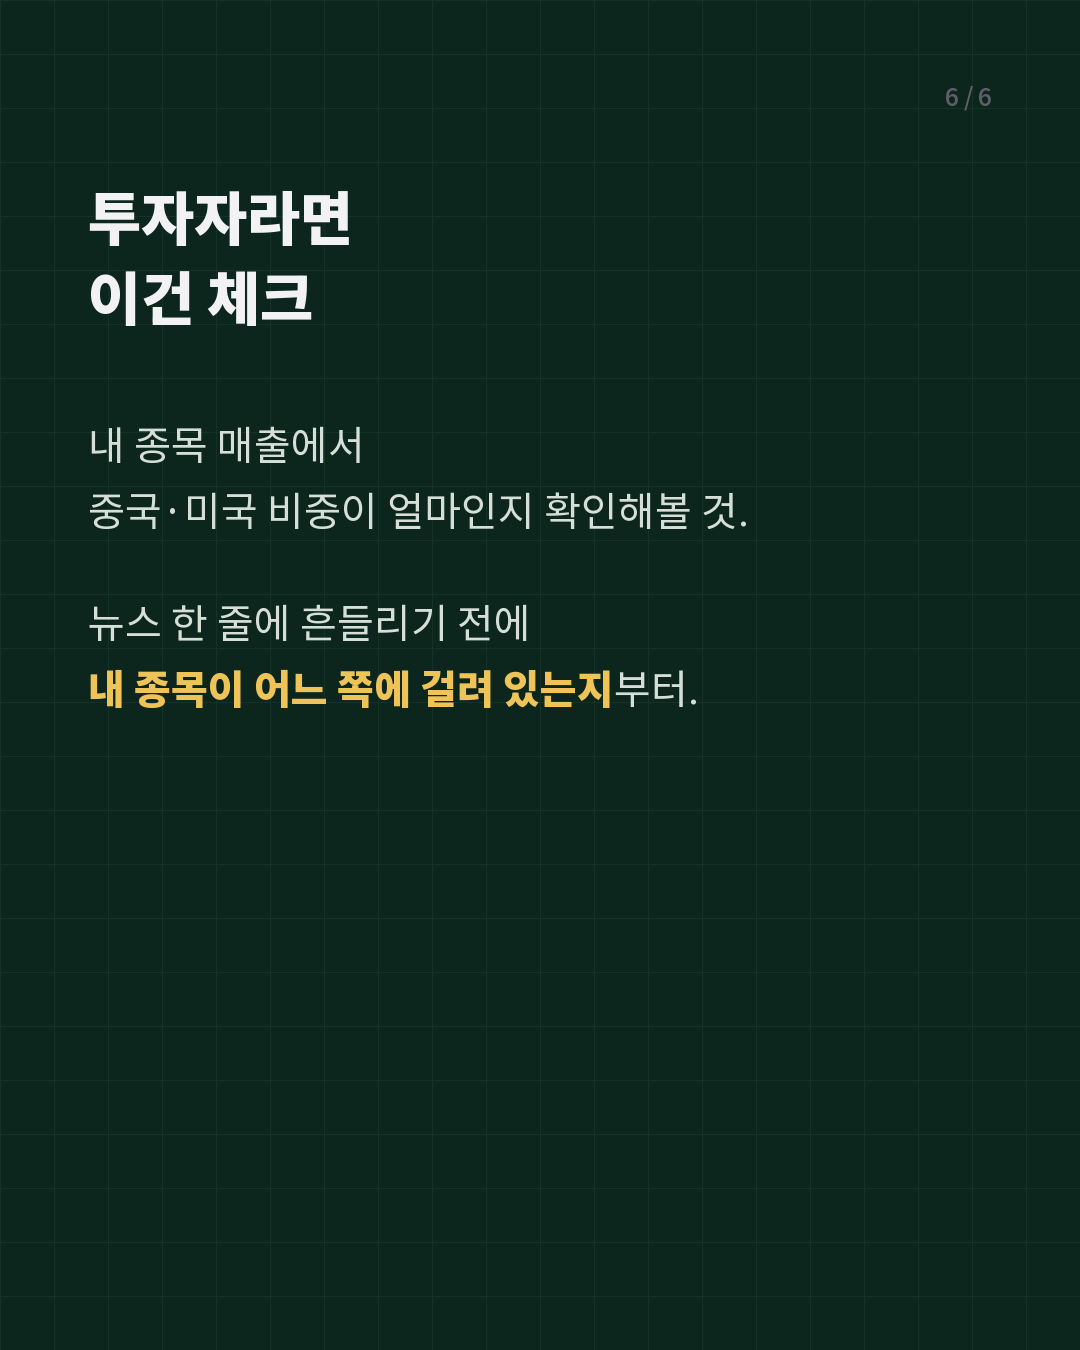 6 / 6
투자자라면
이건 체크
내 종목 매출에서
중국·미국 비중이 얼마인지 확인해볼 것.
뉴스 한 줄에 흔들리기 전에
내 종목이 어느 쪽에 걸려 있는지부터.